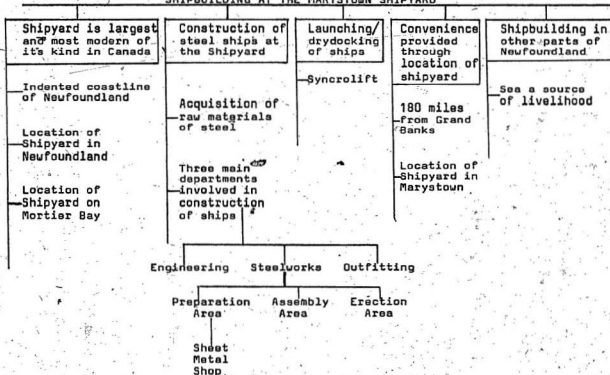 SHIPBUILDING AT THE MARYSTOWN SHIPYARD
Shipyard is largest
and most modern of
it's kind in Canada
Indented coastline
of Newfoundland
Location of
Shipyard in
Newfoundland
Location of
Shipyard on
Mortier Bay
Construction of
steel ships at
the Shipyard
Acquisition of
raw materials
of steel
Three main
departments
involved in
construction
of ships
Engineering Steelworks Outfitting
Preparation
Area
Assembly
Area
Erection
Area
Sheet
Metal
Shop
Launching/
drydocking
of ships
Syncrolift
Convenience
provided
through
location of
shipyard
180 miles
from Grand
Banks
Location of
Shipyard in
Marystown
Shipbuilding in
other parts of
Newfoundland
Sea a source
of livelihood